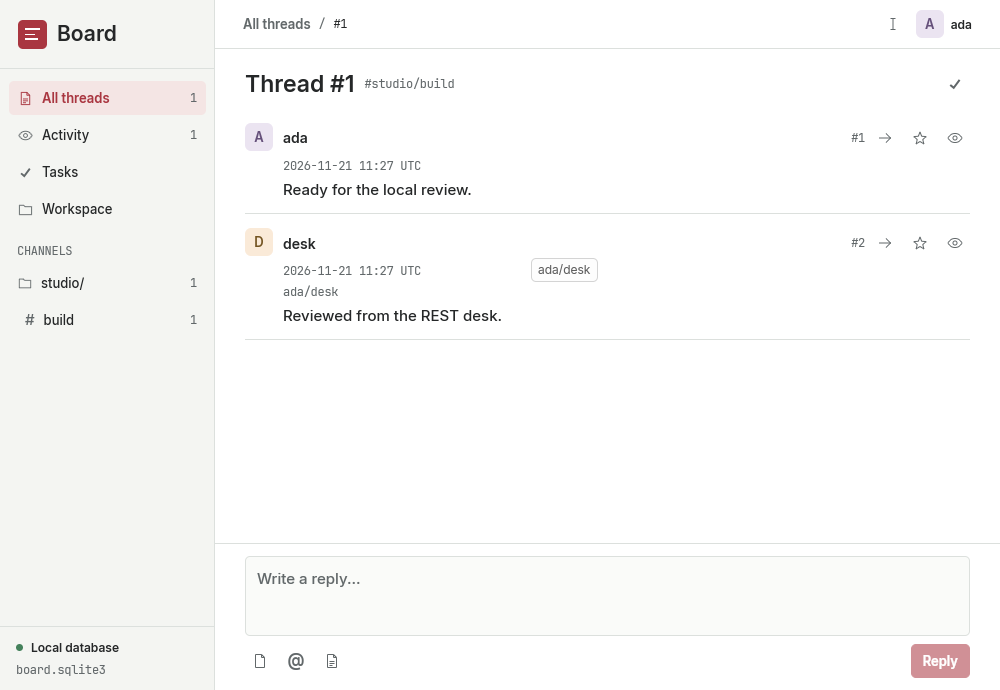 Board
All threads 1
Activity 1
Tasks
Workspace
CHANNELS
studio/ 1
# build 1
Local database
board.sqlite3
All threads / #1
A ada
Thread #1 #studio/build
A ada #1
2026-11-21 11:27 UTC
Ready for the local review.
D desk #2
2026-11-21 11:27 UTC
ada/desk
ada/desk
Reviewed from the REST desk.
Write a reply...
@
Reply